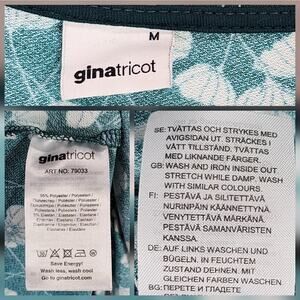 M
ginatricot
ginatricot
ART NO: 79033
95% Polyester / Polyester /
5% Elastan / Elastan /
Save Energy!
Wash less, wash cool
Go to ginatricot.com
SE: TVÄTTAS OCH STRYKES MED
AVIGSIDAN UT. STRÄCKES I
VÅTT TILLSTÅND. TVÄTTAS
MED LIKNANDE FÄRGER.
GB: WASH AND IRON INSIDE OUT
STRETCH WHILE DAMP. WASH
WITH SIMILAR COLOURS.
FI: PESTÄVÄ JA SILITETTÄVÄ
NURINPÄIN KÄÄNNETTYNÄ
VENYTETTÄVÄ MÄRKÄNÄ
PESTÄVÄ SAMANVÄRISTEN
KANSSA.
DE: AUF LINKS WASCHEN UND
BÜGELN. IN FEUCHTEM
ZUSTAND DEHNEN. MIT
GLEICHEN FARBEN WASCHEN
BG: ПЕРЕТЕ И ГЛАДЕТЕ